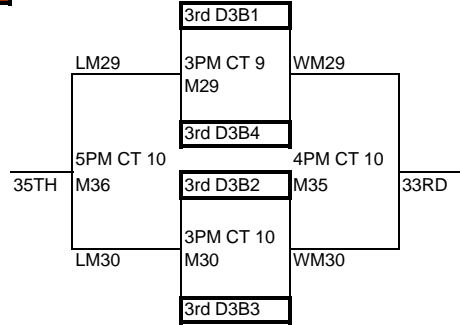 3rd D3B1
LM29
3PM CT 9
WM29
M29
3rd D3B4
5PM CT 10
4PM CT 10
35TH
M36
3rd D3B2
M35
33RD
3PM CT 10
LM30
M30
WM30
3rd D3B3